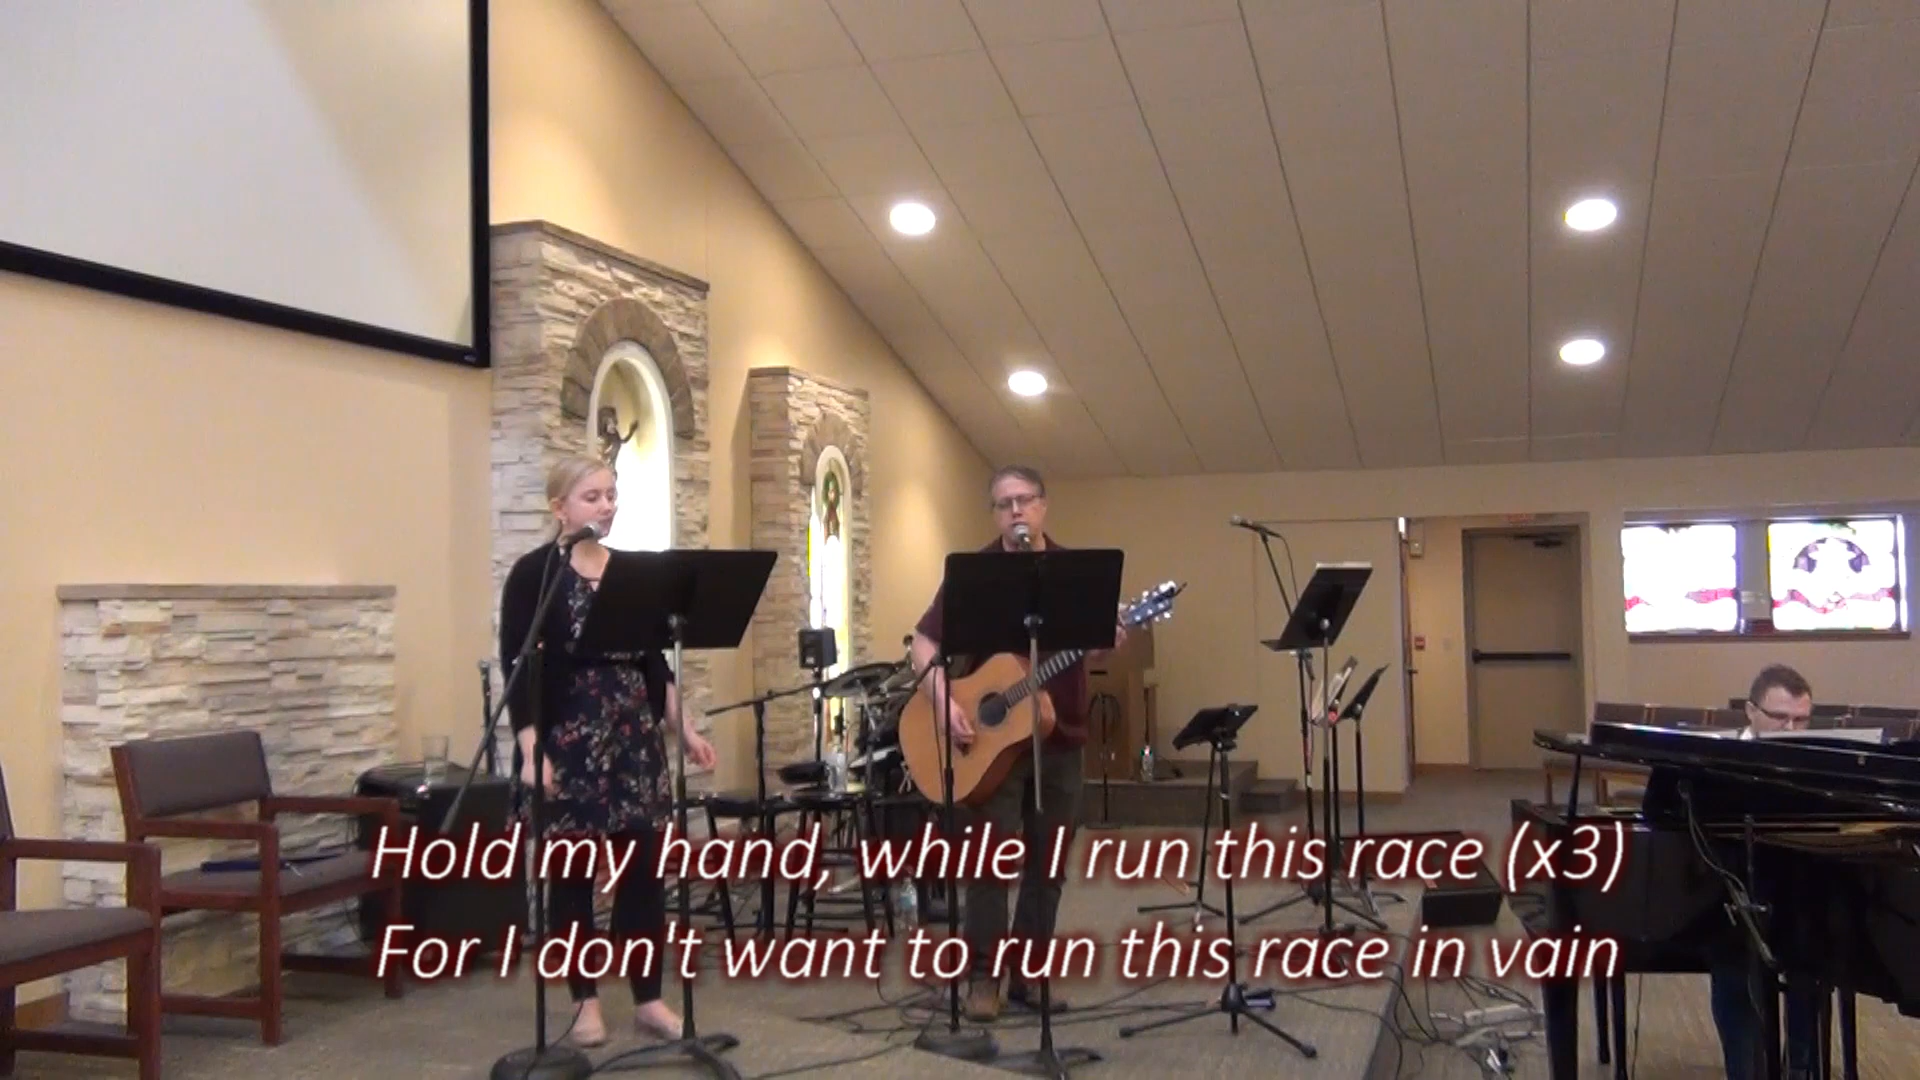 Hold my hand, while I run this race (x3)
For I don't want to run this race in vain